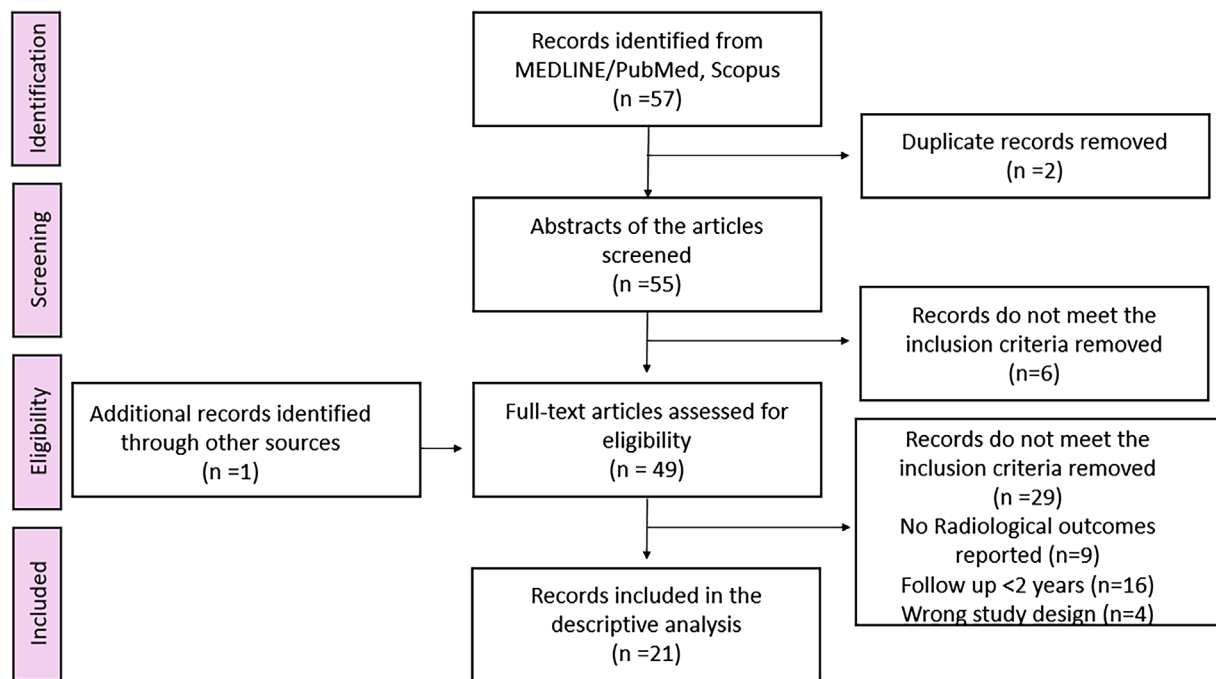 Identification
Records identified from
MEDLINE/PubMed, Scopus
(n =57)
Duplicate records removed
(n =2)
Screening
Abstracts of the articles
screened
(n =55)
Records do not meet the
inclusion criteria removed
(n=6)
Eligibility
Additional records identified
through other sources
(n =1)
Full-text articles assessed for
eligibility
(n = 49)
Records do not meet the
inclusion criteria removed
(n =29)
No Radiological outcomes
reported (n=9)
Follow up <2 years (n=16)
Wrong study design (n=4)
Included
Records included in the
descriptive analysis
(n =21)